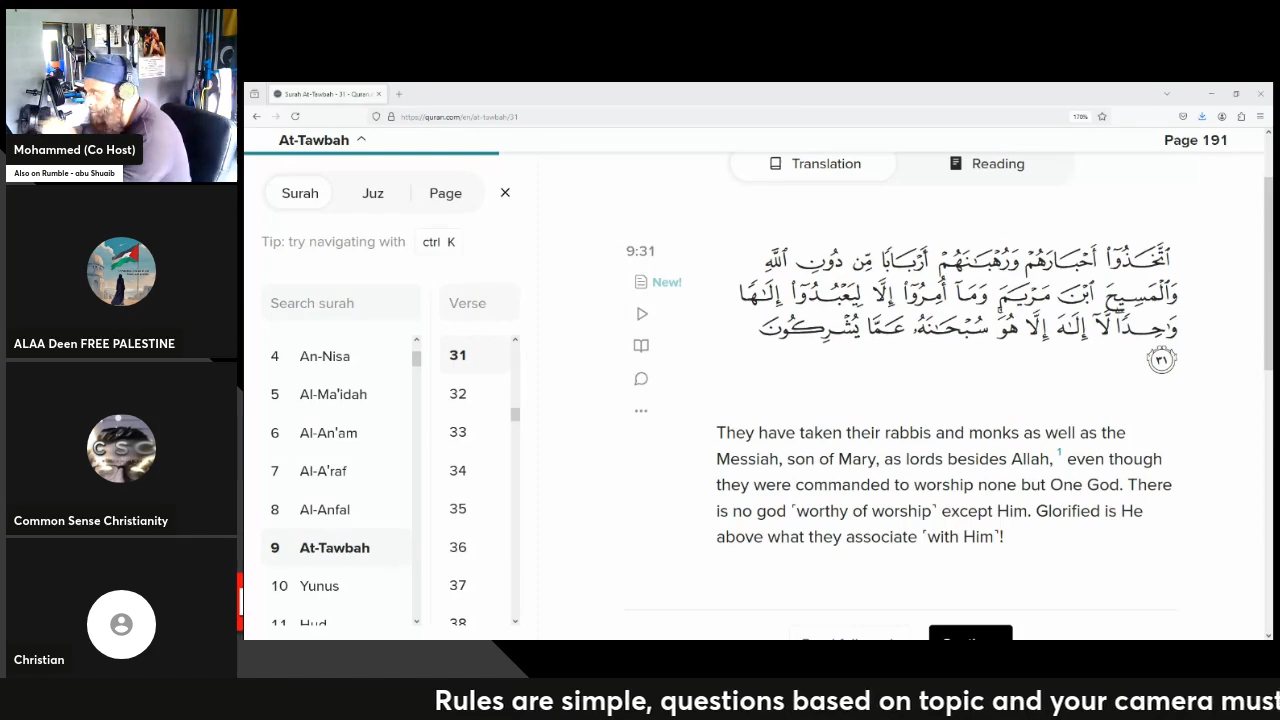 Mohammed (Co Host)
Also on Rumble - abu Shuaib
ALAA Deen FREE PALESTINE
CSC
Common Sense Christianity
Christian
Surah At-Tawbah - 31 - Quran.
https://quran.com/en/at-tawbah/31
170%
At-Tawbah
Page 191
Surah
Juz
Page
Tip: try navigating with ctrl K
Search surah
Verse
4 An-Nisa
5 Al-Ma'idah
6 Al-An'am
7 Al-A'raf
8 Al-Anfal
9 At-Tawbah
10 Yunus
11 Hud
31
32
33
34
35
36
37
38
Translation
Reading
9:31
New!
ٱتَّخَذُوٓا۟ أَحْبَارَهُمْ وَرُهْبَـٰنَهُمْ أَرْبَابًا مِّن دُونِ ٱللَّهِ
وَٱلْمَسِيحَ ٱبْنَ مَرْيَمَ وَمَآ أُمِرُوٓا۟ إِلَّا لِيَعْبُدُوٓا۟ إِلَـٰهًا
وَٰحِدًا ۖ لَّآ إِلَـٰهَ إِلَّا هُوَ ۚ سُبْحَـٰنَهُۥ عَمَّا يُشْرِكُونَ
٣١
They have taken their rabbis and monks as well as the
Messiah, son of Mary, as lords besides Allah,1 even though
they were commanded to worship none but One God. There
is no god ˹worthy of worship˺ except Him. Glorified is He
above what they associate ˹with Him˺!
Rules are simple, questions based on topic and your camera must